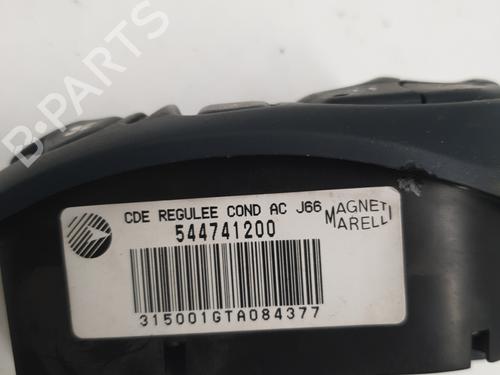 B-PARTS
CDE REGULEE COND AC J66
544741200
MAGNETI
MARELLI
315001GTA084377